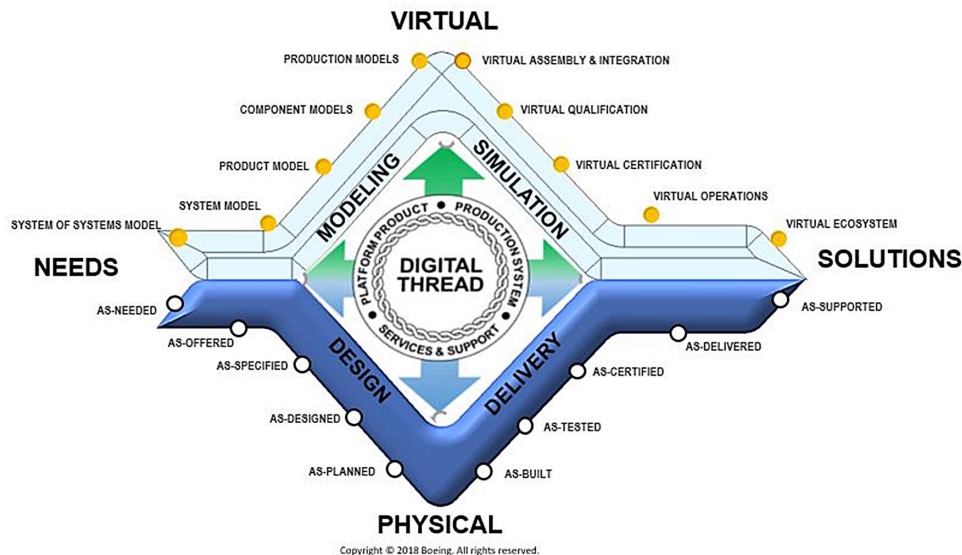 VIRTUAL
PRODUCTION MODELS
VIRTUAL ASSEMBLY & INTEGRATION
COMPONENT MODELS
VIRTUAL QUALIFICATION
PRODUCT MODEL
VIRTUAL CERTIFICATION
SYSTEM MODEL
VIRTUAL OPERATIONS
SYSTEM OF SYSTEMS MODEL
VIRTUAL ECOSYSTEM
MODELING
SIMULATION
NEEDS
SOLUTIONS
PLATFORM PRODUCT • PRODUCTION SYSTEM • SERVICES & SUPPORT •
DIGITAL
THREAD
AS-NEEDED
AS-SUPPORTED
AS-OFFERED
AS-DELIVERED
DESIGN
DELIVERY
AS-SPECIFIED
AS-CERTIFIED
AS-DESIGNED
AS-TESTED
AS-PLANNED
AS-BUILT
PHYSICAL
Copyright © 2018 Boeing. All rights reserved.